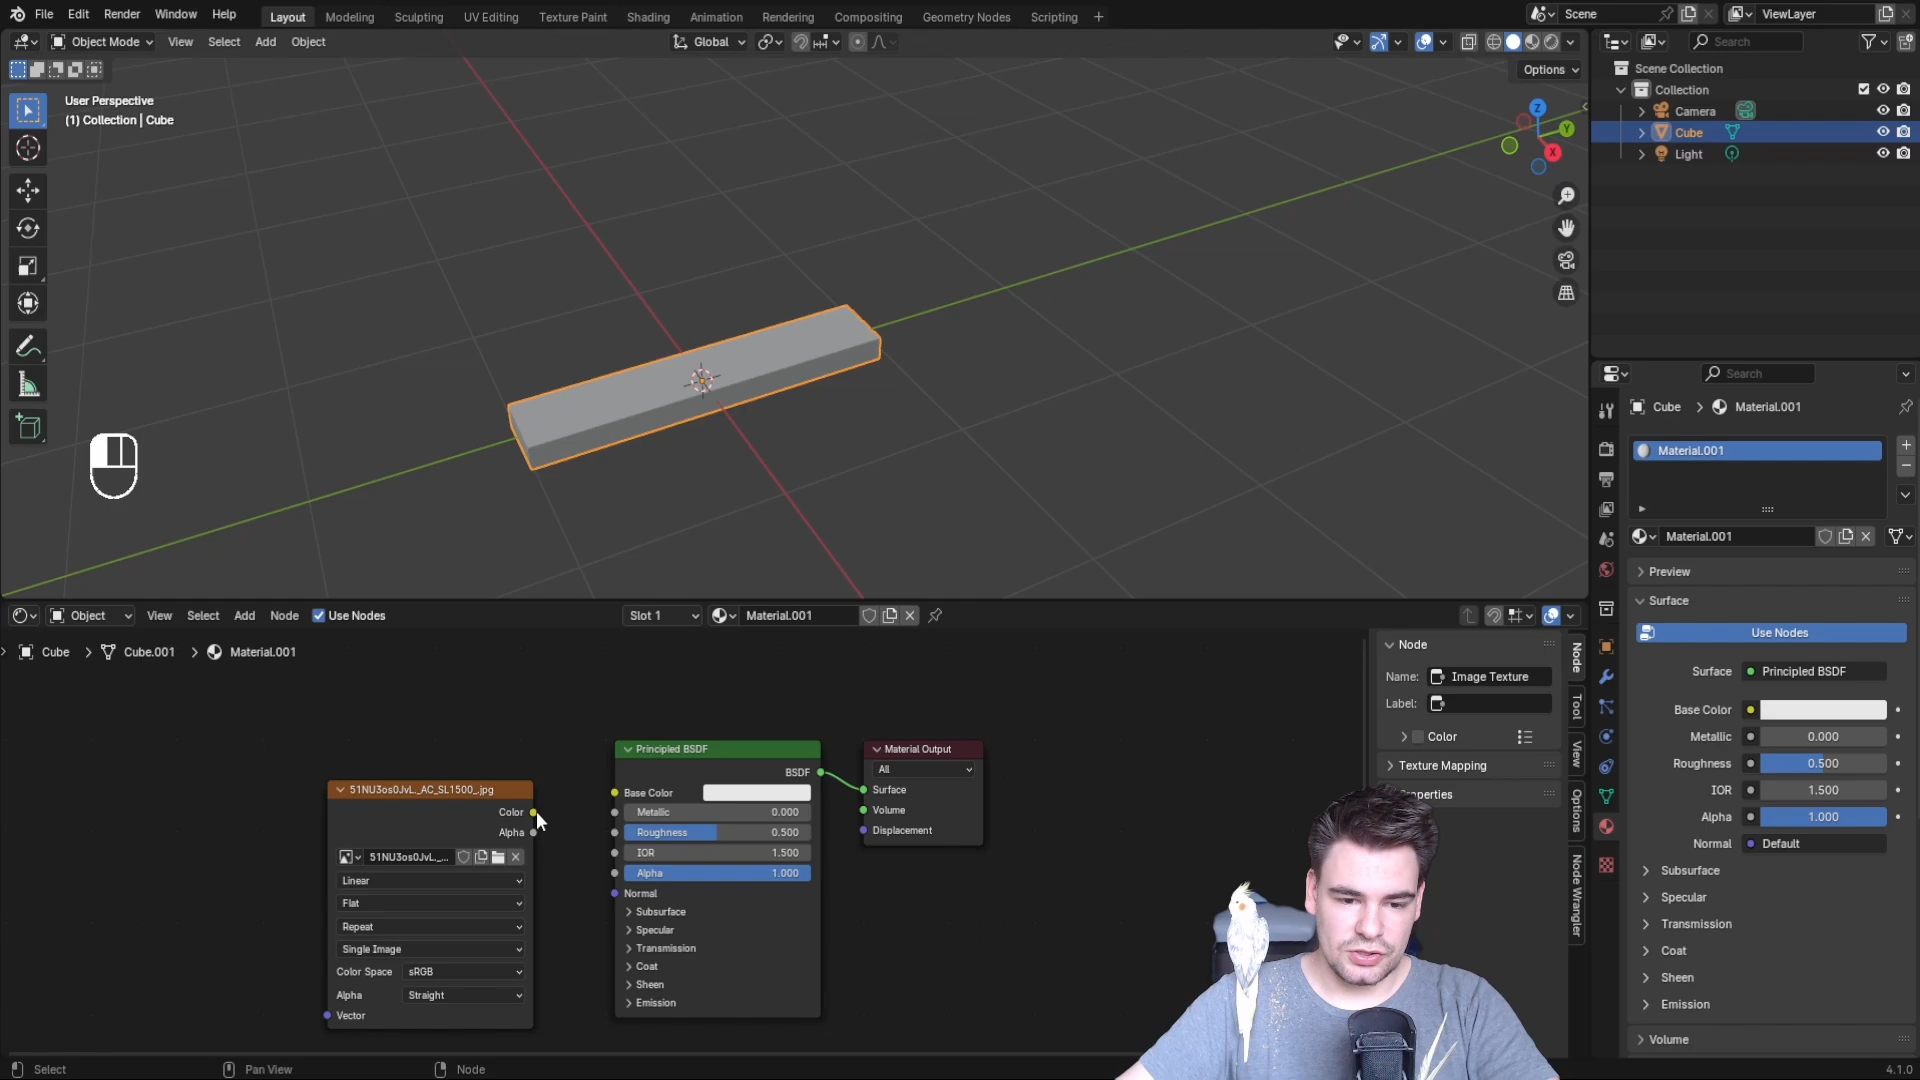 File Edit Render Window Help
Layout Modeling Sculpting UV Editing Texture Paint Shading Animation Rendering Compositing Geometry Nodes Scripting
Scene ViewLayer
Object Mode View Select Add Object
Global
Search
Options
User Perspective
(1) Collection | Cube
Z
Y
X
Scene Collection
Collection
Camera
Cube
Light
Search
Cube Material.001
Material.001
Material.001
Preview
Surface
Use Nodes
Surface Principled BSDF
Base Color
Metallic 0.000
Roughness 0.500
IOR 1.500
Alpha 1.000
Normal Default
Subsurface
Specular
Transmission
Coat
Sheen
Emission
Volume
Object View Select Add Node Use Nodes Slot 1 Material.001
Cube Cube.001 Material.001
51NU3os0JvL._AC_SL1500_.jpg
Color
Alpha
51NU3os0JvL._...
Linear
Flat
Repeat
Single Image
Color Space sRGB
Alpha Straight
Vector
Principled BSDF
BSDF
Base Color
Metallic 0.000
Roughness 0.500
IOR 1.500
Alpha 1.000
Normal
Subsurface
Specular
Transmission
Coat
Sheen
Emission
Material Output
All
Surface
Volume
Displacement
Node
Name: Image Texture
Label:
Color
Texture Mapping
Node
Tool
View
Options
Node Wrangler
Select Pan View Node
4.1.0